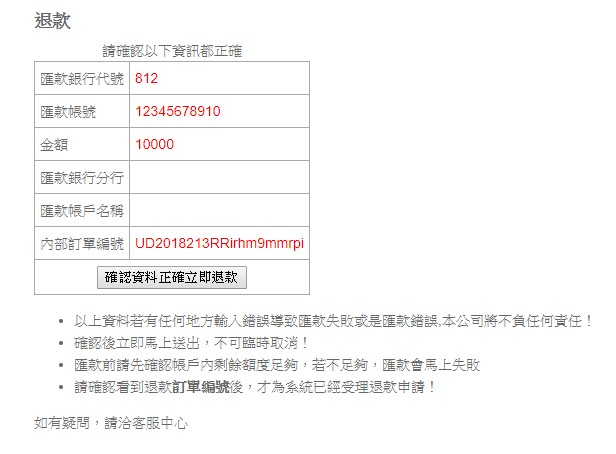 退款
請確認以下資訊都正確
匯款銀行代號 812
匯款帳號 12345678910
金額 10000
匯款銀行分行
匯款帳戶名稱
內部訂單編號 UD2018213RRirhm9mmrpi
確認資料正確立即退款
以上資料若有任何地方輸入錯誤導致匯款失敗或是匯款錯誤,本公司將不負任何責任！
確認後立即馬上送出，不可臨時取消！
匯款前請先確認帳戶內剩餘額度足夠，若不足夠，匯款會馬上失敗
請確認看到退款訂單編號後，才為系統已經受理退款申請！
如有疑問，請洽客服中心